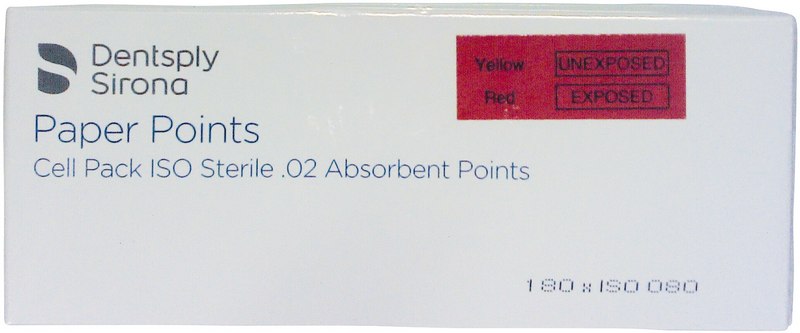 Dentsply
Sirona
Yellow UNEXPOSED
Red EXPOSED
Paper Points
Cell Pack ISO Sterile .02 Absorbent Points
180 x ISO 080